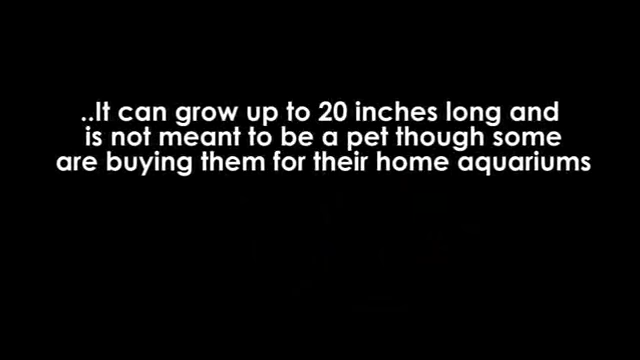 ..It can grow up to 20 inches long and
is not meant to be a pet though some
are buying them for their home aquariums